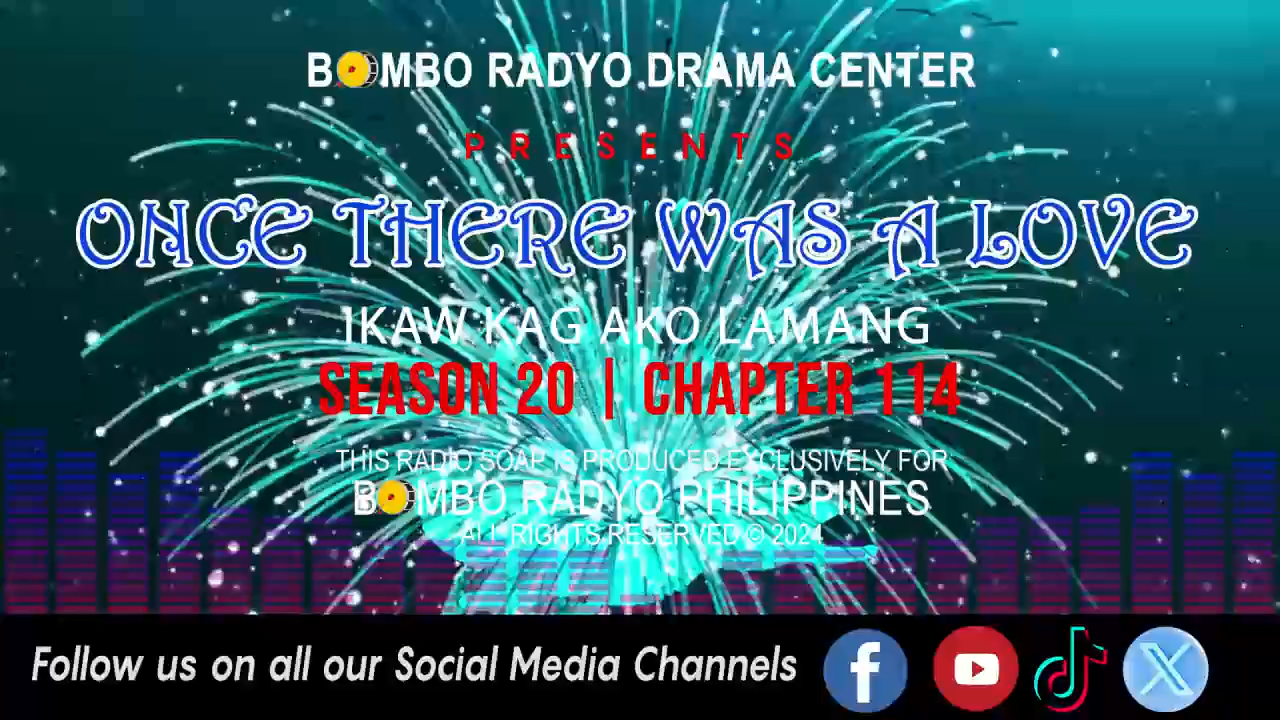 BOMBO RADYO DRAMA CENTER
PRESENTS
ONCE THERE WAS A LOVE
IKAW KAG AKO LAMANG
SEASON 20 | CHAPTER 114
THIS RADIO SOAP IS PRODUCED EXCLUSIVELY FOR
BOMBO RADYO PHILIPPINES
ALL RIGHTS RESERVED © 2024
Follow us on all our Social Media Channels